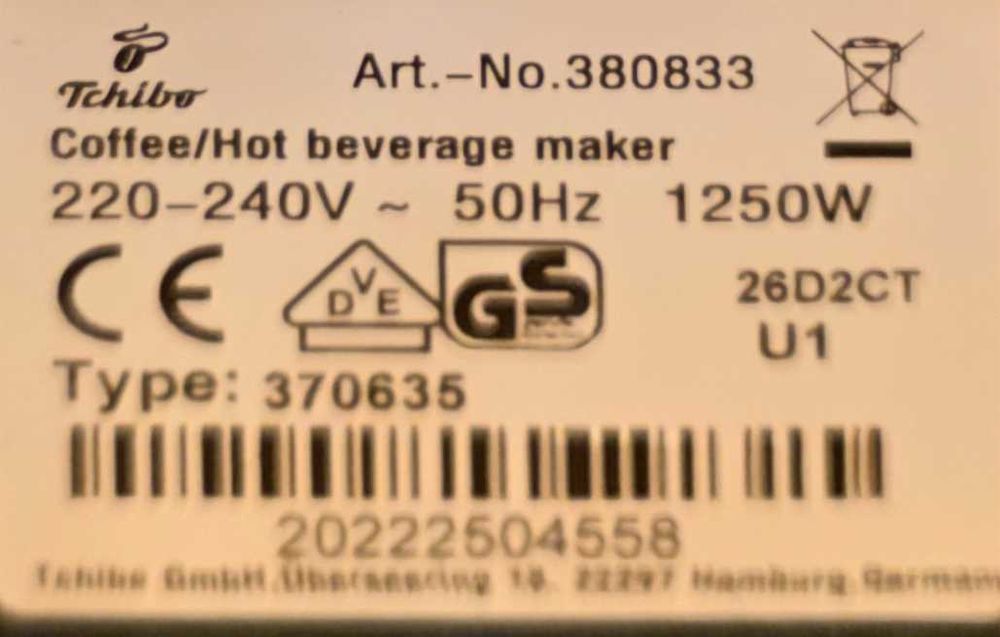 Tchibo
Art.-No.380833
Coffee/Hot beverage maker
220-240V ~ 50Hz 1250W
CE
DVE
GS
26D2CT
U1
Type: 370635
20222504558
Tchibo GmbH, Überseering 18, 22297 Hamburg, German